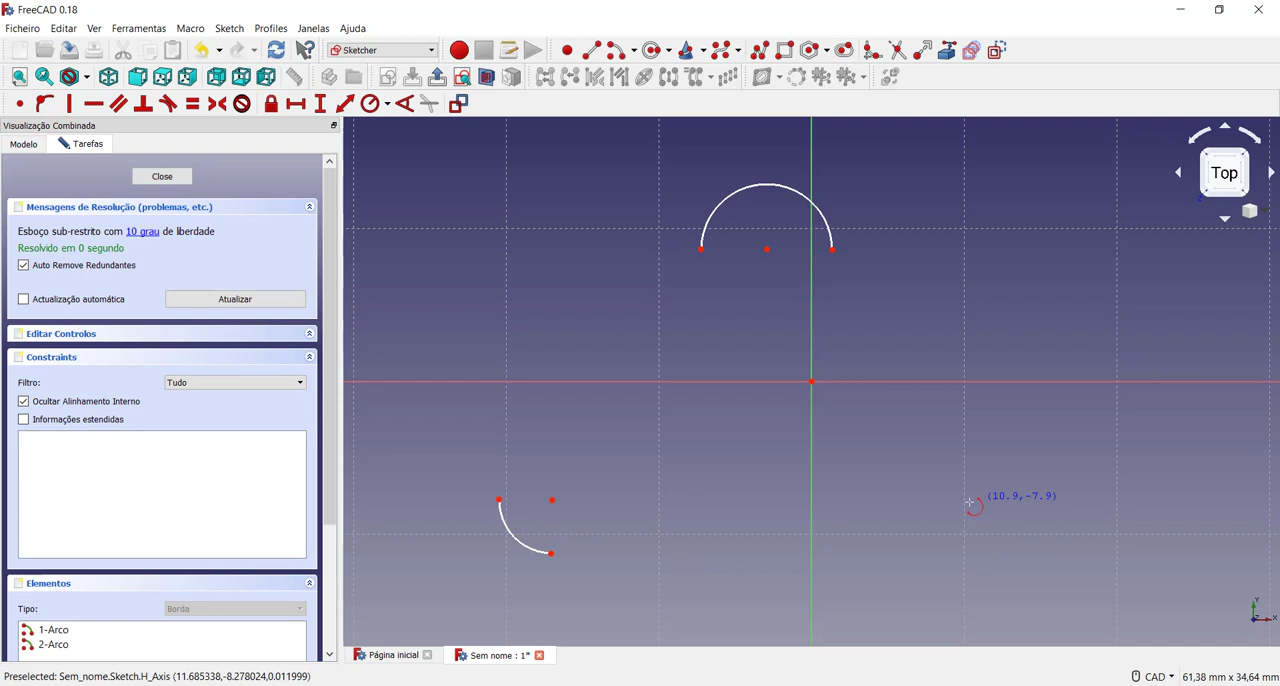 FreeCAD 0.18
Ficheiro Editar Ver Ferramentas Macro Sketch Profiles Janelas Ajuda
Sketcher
Visualização Combinada
Modelo Tarefas
Close
Mensagens de Resolução (problemas, etc.)
Esboço sub-restrito com 10 grau de liberdade
Resolvido em 0 segundo
Auto Remove Redundantes
Actualização automática Atualizar
Editar Controlos
Constraints
Filtro: Tudo
Ocultar Alinhamento Interno
Informações estendidas
Elementos
Tipo: Borda
1-Arco
2-Arco
Top
Z
(10.9,-7.9)
Y
Z X
Página inicial Sem nome : 1*
Preselected: Sem_nome.Sketch.H_Axis (11.685338,-8.278024,0.011999) CAD 61,38 mm x 34,64 mm